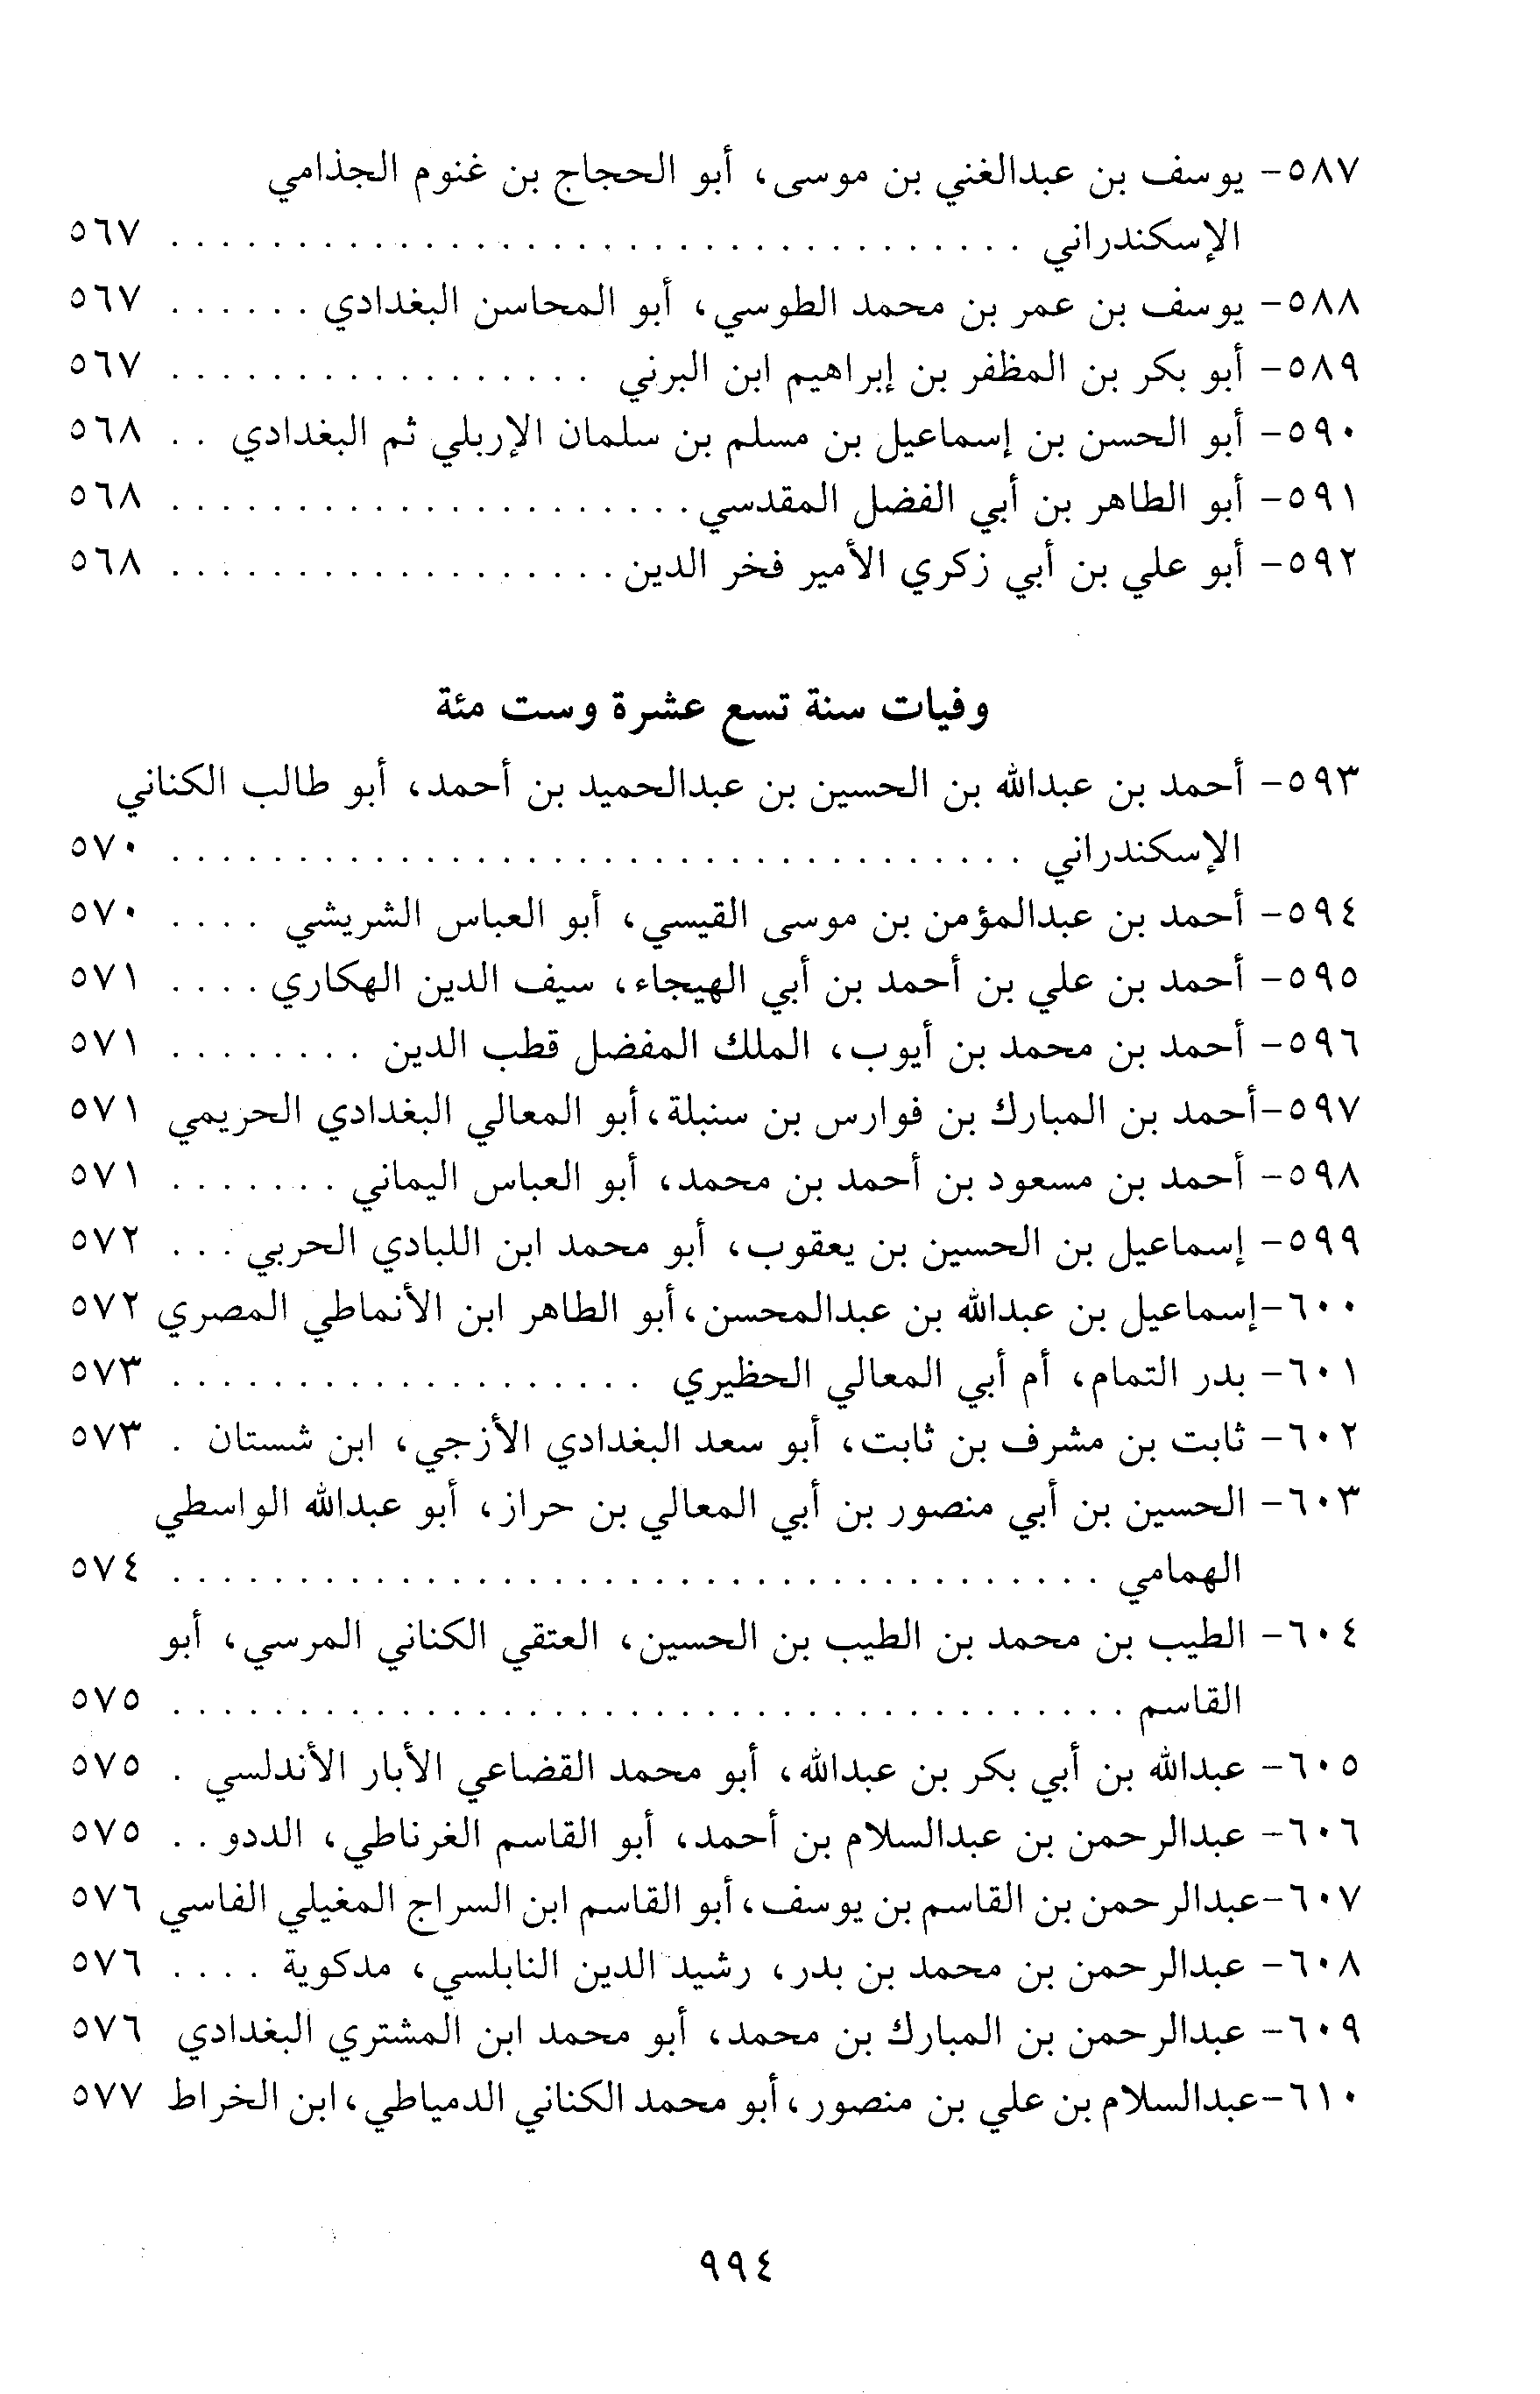 ٥٨٧- يوسف بن عبدالغني بن موسى، أبو الحجاج بن غنوم الجذامي
الإسكندراني . . . . . . . . . . . . . . . . . . . . . . . . . . . . . . . . . . ٥٦٧
٥٨٨- يوسف بن عمر بن محمد الطوسي، أبو المحاسن البغدادي . . . . . . ٥٦٧
٥٨٩- أبو بكر بن المظفر بن إبراهيم ابن البرني . . . . . . . . . . . . . . . . . ٥٦٧
٥٩٠- أبو الحسن بن إسماعيل بن مسلم بن سلمان الإربلي ثم البغدادي . . ٥٦٨
٥٩١- أبو الطاهر بن أبي الفضل المقدسي . . . . . . . . . . . . . . . . . . . . . ٥٦٨
٥٩٢- أبو علي بن أبي زكري الأمير فخر الدين . . . . . . . . . . . . . . . . . . ٥٦٨
وفيات سنة تسع عشرة وست مئة
٥٩٣- أحمد بن عبدالله بن الحسين بن عبدالحميد بن أحمد، أبو طالب الكناني
الإسكندراني . . . . . . . . . . . . . . . . . . . . . . . . . . . . . . . . . . ٥٧٠
٥٩٤- أحمد بن عبدالمؤمن بن موسى القيسي، أبو العباس الشريشي . . . . ٥٧٠
٥٩٥- أحمد بن علي بن أحمد بن أبي الهيجاء، سيف الدين الهكاري . . . . ٥٧١
٥٩٦- أحمد بن محمد بن أيوب، الملك المفضل قطب الدين . . . . . . . . ٥٧١
٥٩٧-أحمد بن المبارك بن فوارس بن سنبلة،أبو المعالي البغدادي الحريمي ٥٧١
٥٩٨- أحمد بن مسعود بن أحمد بن محمد، أبو العباس اليماني . . . . . . . ٥٧١
٥٩٩- إسماعيل بن الحسين بن يعقوب، أبو محمد ابن اللبادي الحربي . . . ٥٧٢
٦٠٠-إسماعيل بن عبدالله بن عبدالمحسن،أبو الطاهر ابن الأنماطي المصري ٥٧٢
٦٠١- بدر التمام، أم أبي المعالي الحظيري . . . . . . . . . . . . . . . . . . . ٥٧٣
٦٠٢- ثابت بن مشرف بن ثابت، أبو سعد البغدادي الأزجي، ابن شستان . ٥٧٣
٦٠٣- الحسين بن أبي منصور بن أبي المعالي بن حراز، أبو عبدالله الواسطي
الهمامي . . . . . . . . . . . . . . . . . . . . . . . . . . . . . . . . . . . . . ٥٧٤
٦٠٤- الطيب بن محمد بن الطيب بن الحسين، العتقي الكناني المرسي، أبو
القاسم . . . . . . . . . . . . . . . . . . . . . . . . . . . . . . . . . . . . . . ٥٧٥
٦٠٥- عبدالله بن أبي بكر بن عبدالله، أبو محمد القضاعي الأبار الأندلسي . ٥٧٥
٦٠٦- عبدالرحمن بن عبدالسلام بن أحمد، أبو القاسم الغرناطي، الددو . . ٥٧٥
٦٠٧-عبدالرحمن بن القاسم بن يوسف،أبو القاسم ابن السراج المغيلي الفاسي ٥٧٦
٦٠٨- عبدالرحمن بن محمد بن بدر، رشيد الدين النابلسي، مدكوية . . . . ٥٧٦
٦٠٩- عبدالرحمن بن المبارك بن محمد، أبو محمد ابن المشتري البغدادي ٥٧٦
٦١٠-عبدالسلام بن علي بن منصور،أبو محمد الكناني الدمياطي،ابن الخراط ٥٧٧
٩٩٤